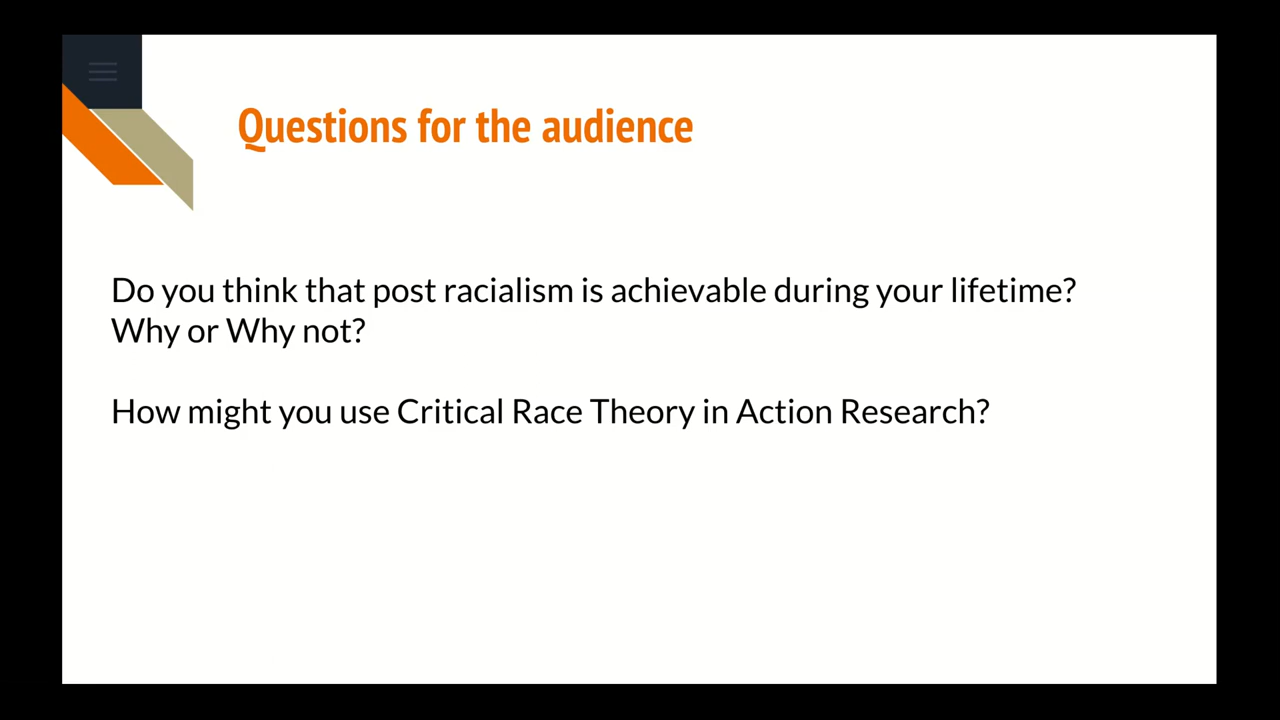 Questions for the audience
Do you think that post racialism is achievable during your lifetime?
Why or Why not?
How might you use Critical Race Theory in Action Research?